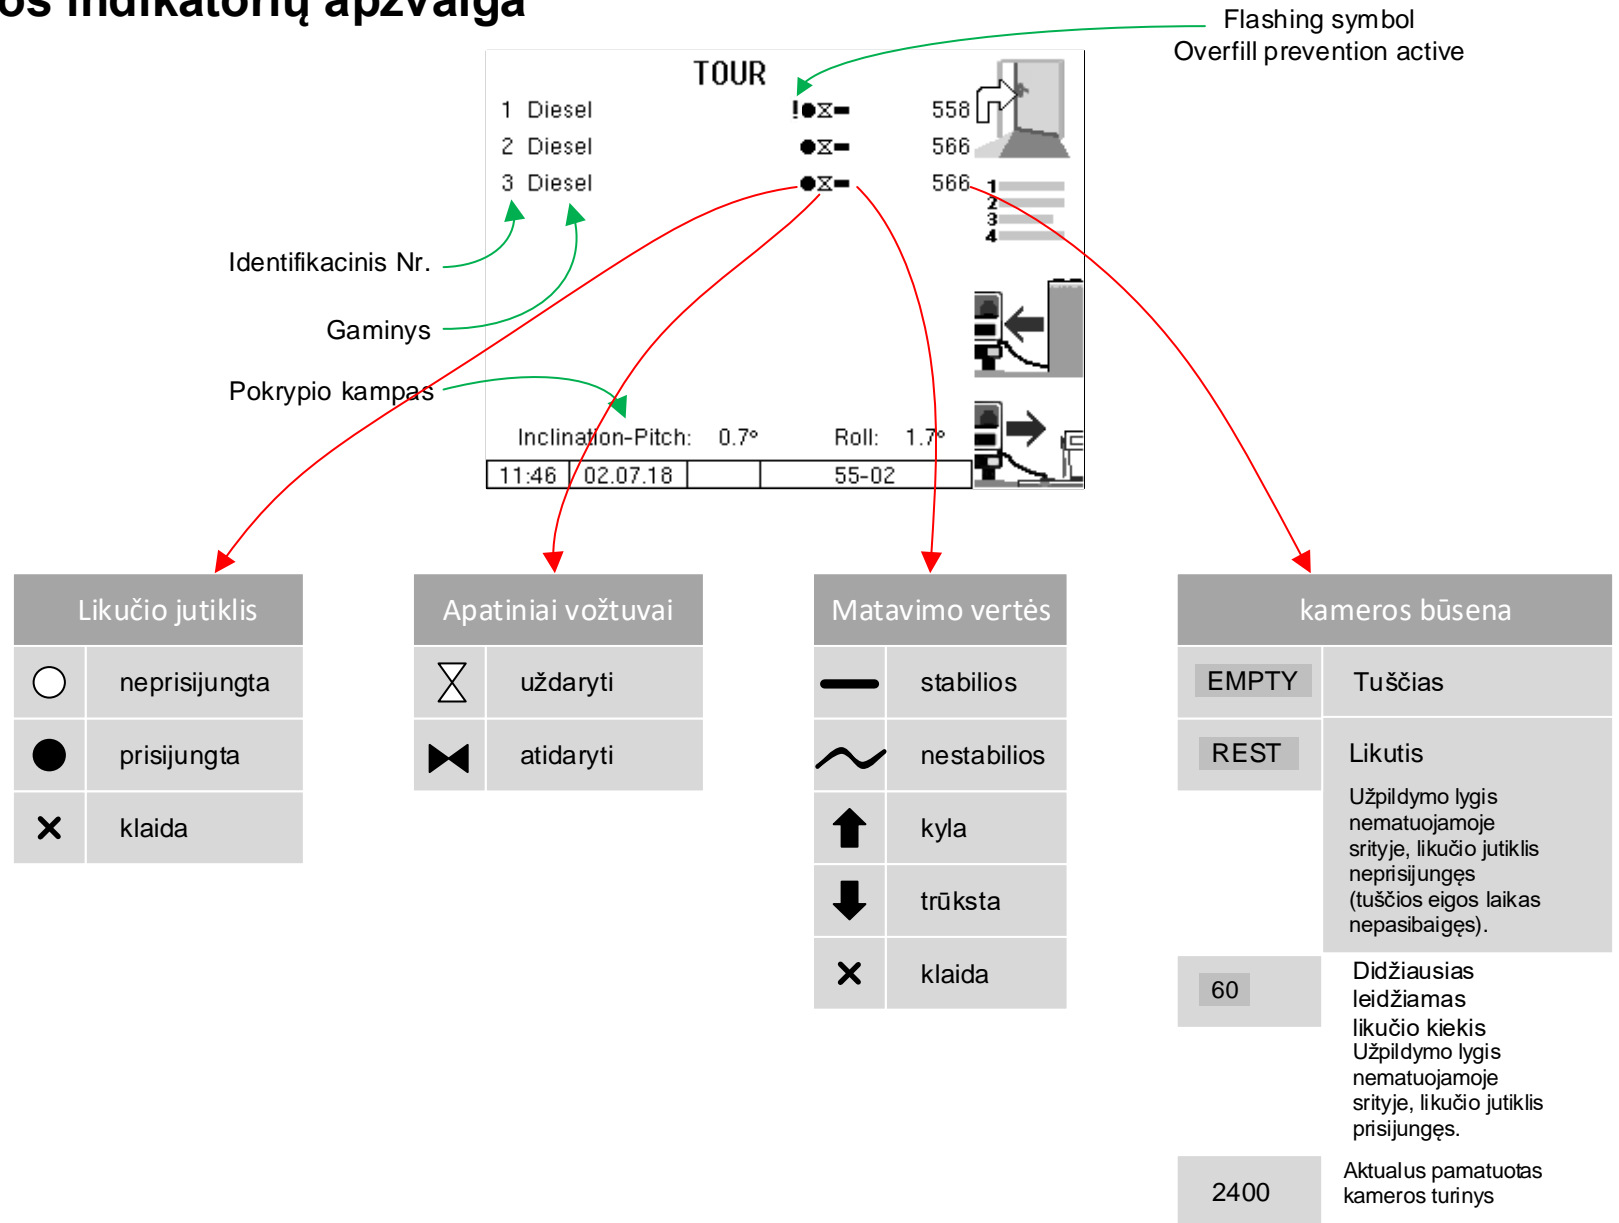 os indikatorių apžvalga
Flashing symbol
Overfill prevention active
TOUR
1 Diesel ! 558
2 Diesel 566
3 Diesel 566
1
2
3
4
Identifikacinis Nr.
Gaminys
Pokrypio kampas
Inclination-Pitch: 0.7° Roll: 1.7°
11:46 02.07.18 55-02
Likučio jutiklis
neprisijungta
prisijungta
klaida
Apatiniai vožtuvai
uždaryti
atidaryti
Matavimo vertės
stabilios
nestabilios
kyla
trūksta
klaida
kameros būsena
EMPTY Tuščias
REST Likutis
Užpildymo lygis
nematuojamoje
srityje, likučio jutiklis
neprisijungęs
(tuščios eigos laikas
nepasibaigęs).
60 Didžiausias
leidžiamas
likučio kiekis
Užpildymo lygis
nematuojamoje
srityje, likučio jutiklis
prisijungęs.
2400 Aktualus pamatuotas
kameros turinys